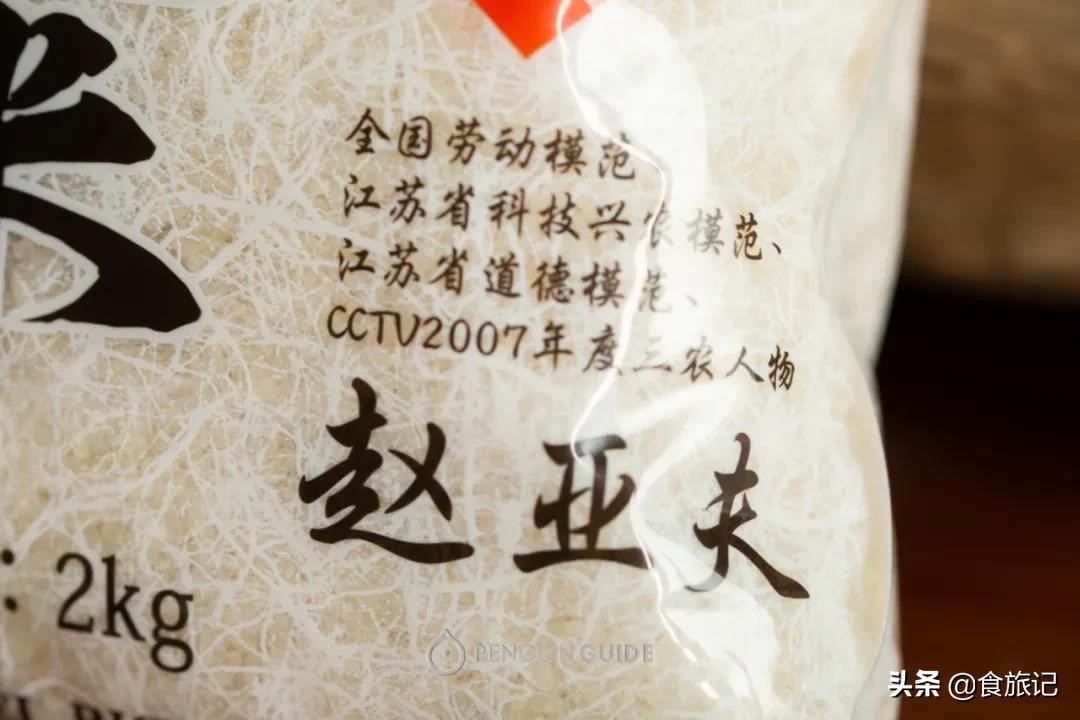 米
全国劳动模范
江苏省科技兴农模范、
江苏省道德模范、
CCTV2007年度三农人物
赵亚夫
: 2kg
PENGUIN GUIDE
头条 @食旅记